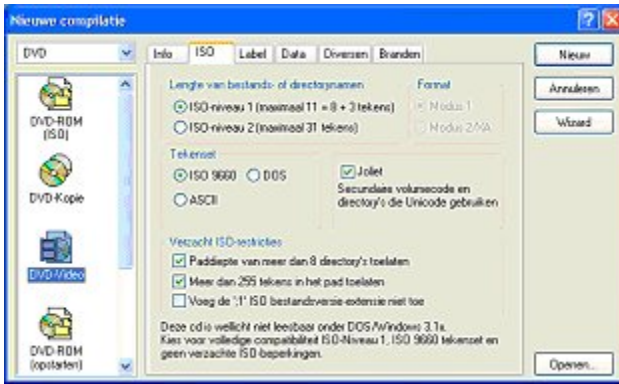 Nieuwe compilatie
DVD
Info ISO Label Data Diversen Branden
Nieuw
Annuleren
Wizard
DVD-ROM
(ISO)
DVD-Kopie
DVD-Video
DVD-ROM
(opstarten)
Lengte van bestands- of directorynamen
ISO-niveau 1 (maximaal 11 = 8 + 3 tekens)
ISO-niveau 2 (maximaal 31 tekens)
Format
Modus 1
Modus 2/XA
Tekenset
ISO 9660 DOS
ASCII
Joliet
Secundaire volumecode en
directory's die Unicode gebruiken
Verzacht ISO-restricties
Paddiepte van meer dan 8 directory's toelaten
Meer dan 255 tekens in het pad toelaten
Voeg de ';1' ISO bestandsversie-extensie niet toe
Deze cd is wellicht niet leesbaar onder DOS/Windows 3.1x.
Kies voor volledige compatibiliteit ISO-Niveau 1, ISO 9660 tekenset en
geen verzachte ISO-beperkingen.
Openen...